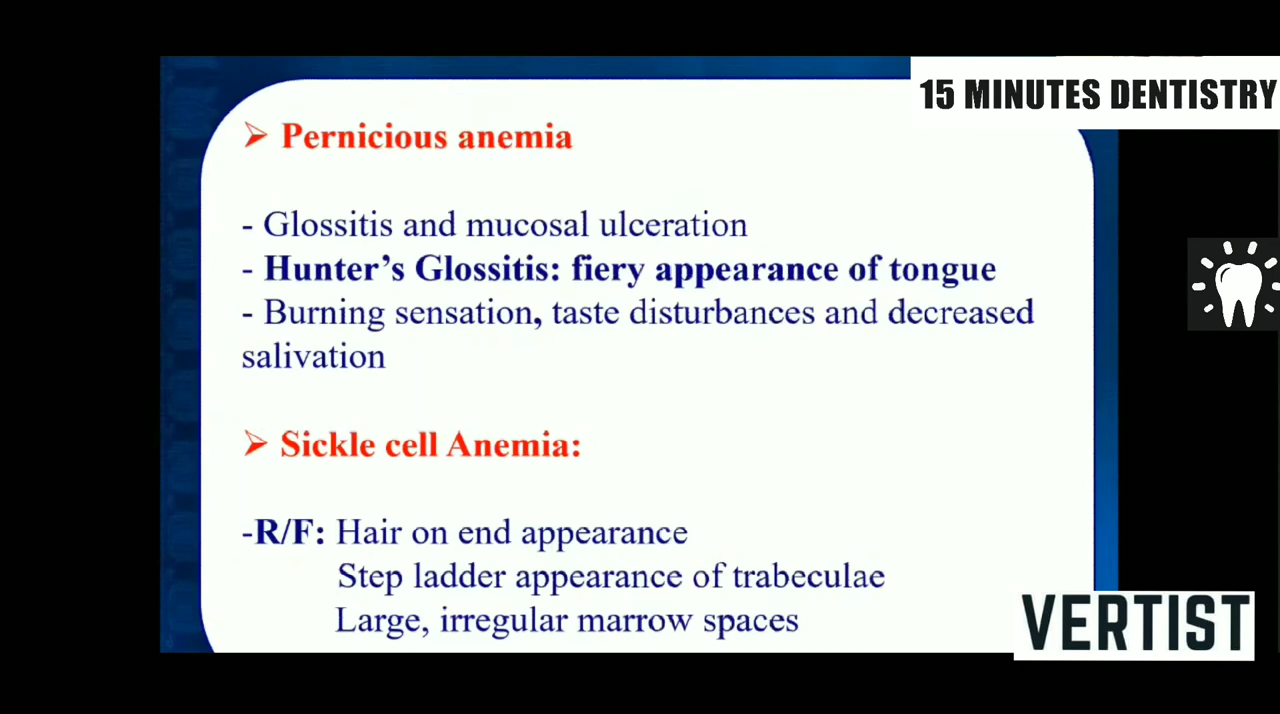 15 MINUTES DENTISTRY
➢ Pernicious anemia
- Glossitis and mucosal ulceration
- Hunter's Glossitis: fiery appearance of tongue
- Burning sensation, taste disturbances and decreased
salivation
➢ Sickle cell Anemia:
-R/F: Hair on end appearance
Step ladder appearance of trabeculae
Large, irregular marrow spaces
VERTIST